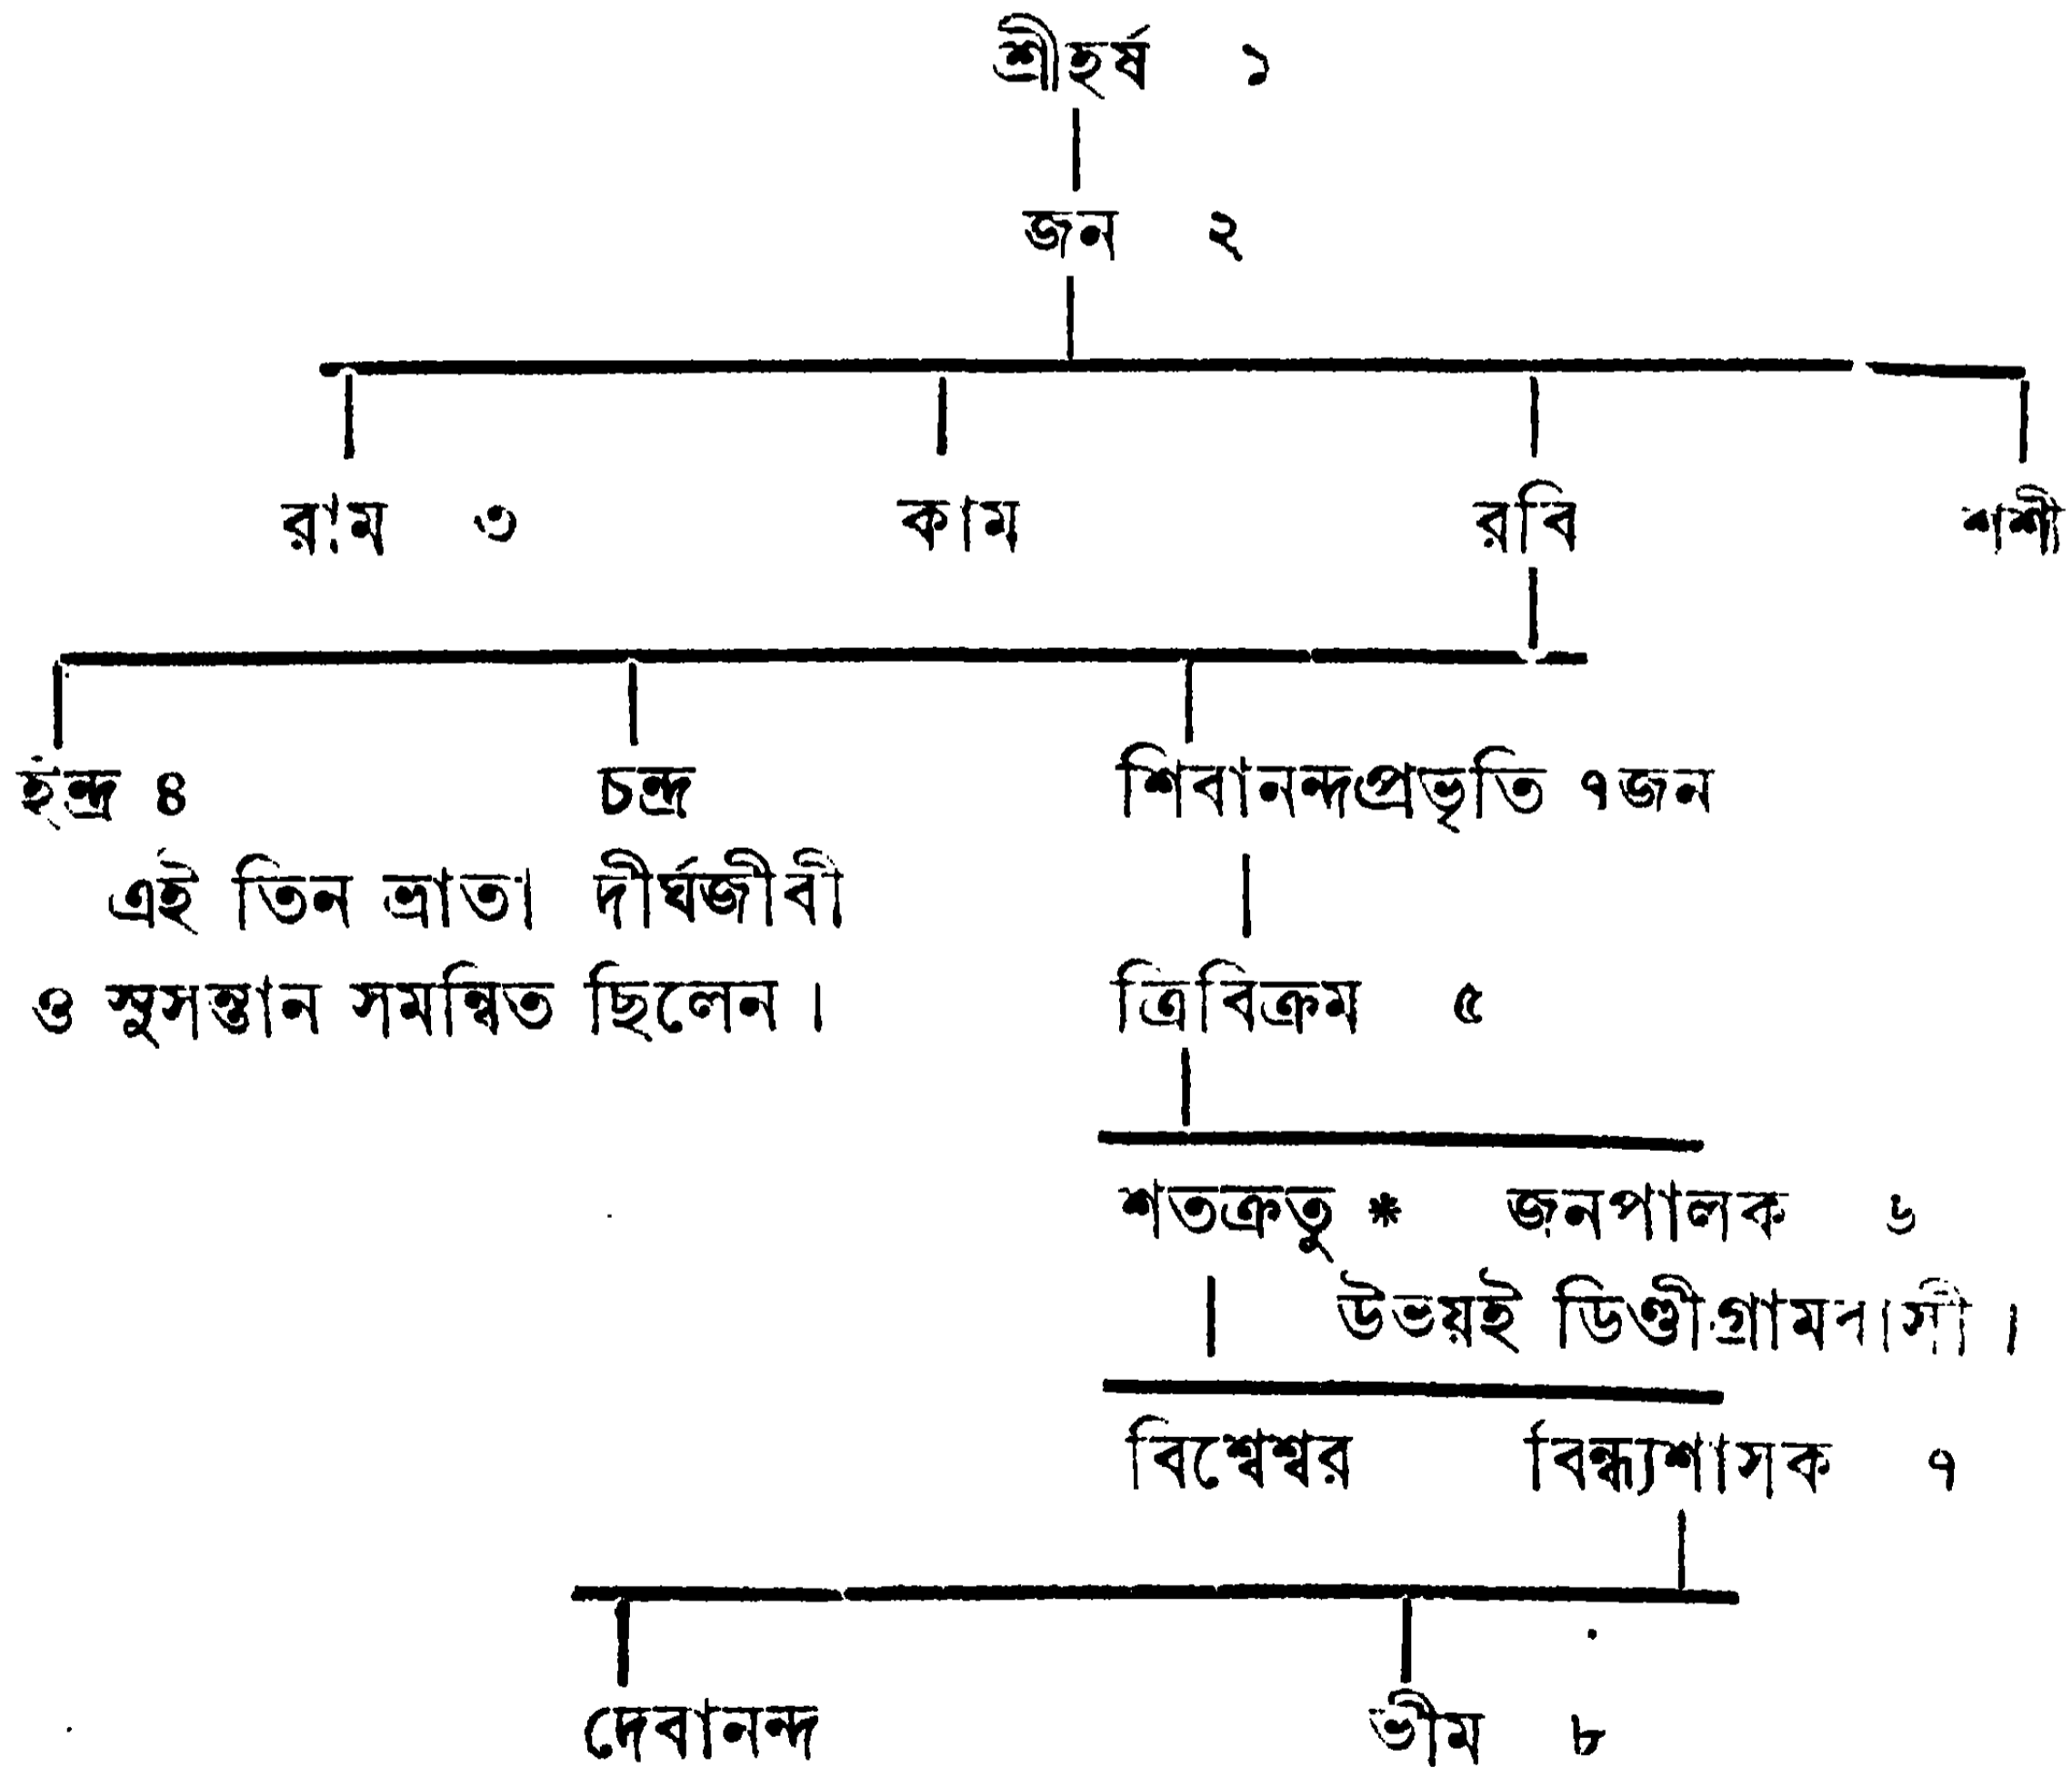 শ্রীহর্ষ ১
জন ২
রাম ৩ কাম রবি শশী
ইন্দ্র ৪ চন্দ্র শিবানন্দপ্রভৃতি ৭জন
এই তিন ভ্রাতা দীর্ঘজীবী
ও সুসন্তান সমন্বিত ছিলেন ।
ত্রিবিক্রম ৫
শতক্রতু * জনপালক ৬
উভয়ই ডিণ্ডীগ্রামবাসী ।
বিশ্বেশ্বর বিন্ধ্যশাসক ৭
দেবানন্দ ভীম ৮